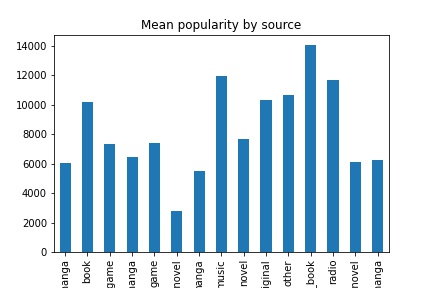 Mean popularity by source
14000
12000
10000
8000
6000
4000
2000
0
anga
book
game
anga
game
novel
anga
music
novel
iginal
other
book
radio
novel
anga